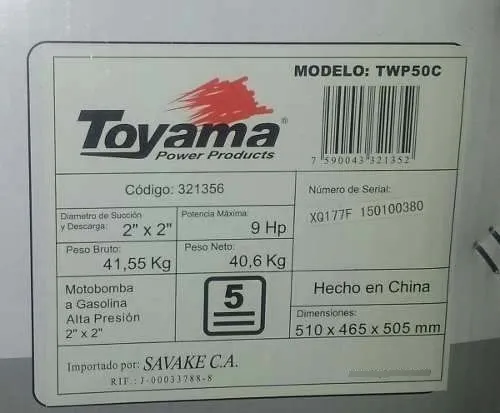 MODELO: TWP50C
Toyama®
Power Products
7 590043 321352
Código: 321356
Número de Serial:
XQ177F 150100380
Diametro de Succión
y Descarga: 2" x 2"
Potencia Máxima:
9 Hp
Peso Bruto:
41,55 Kg
Peso Neto:
40,6 Kg
Motobomba
a Gasolina
Alta Presión
2" x 2"
5
Hecho en China
Dimensiones:
510 x 465 x 505 mm
Importado por: SAVAKE C.A.
RIF.: J-00033788-8